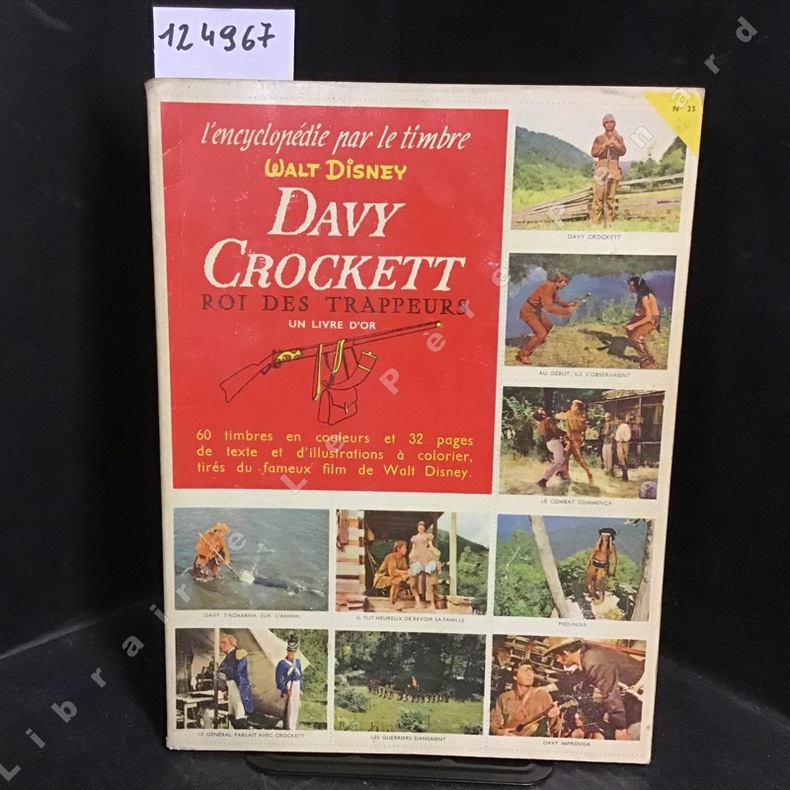 124967
N° 25
l'encyclopédie par le timbre
WALT DISNEY
DAVY
CROCKETT
ROI DES TRAPPEURS
UN LIVRE D'OR
60 timbres en couleurs et 32 pages
de texte et d'illustrations à colorier,
tirés du fameux film de Walt Disney.
DAVY CROCKETT
AU DÉBUT, ILS S'OBSERVAIENT
LE COMBAT COMMENÇA
DAVY S'ACHARNA SUR L'ANIMAL
IL FUT HEUREUX DE REVOIR SA FAMILLE
PIED-NOIR
LE GÉNÉRAL PARLAIT AVEC CROCKETT
LES GUERRIERS DANSAIENT
DAVY IMPROVISA
Librairie Le Père Pénard